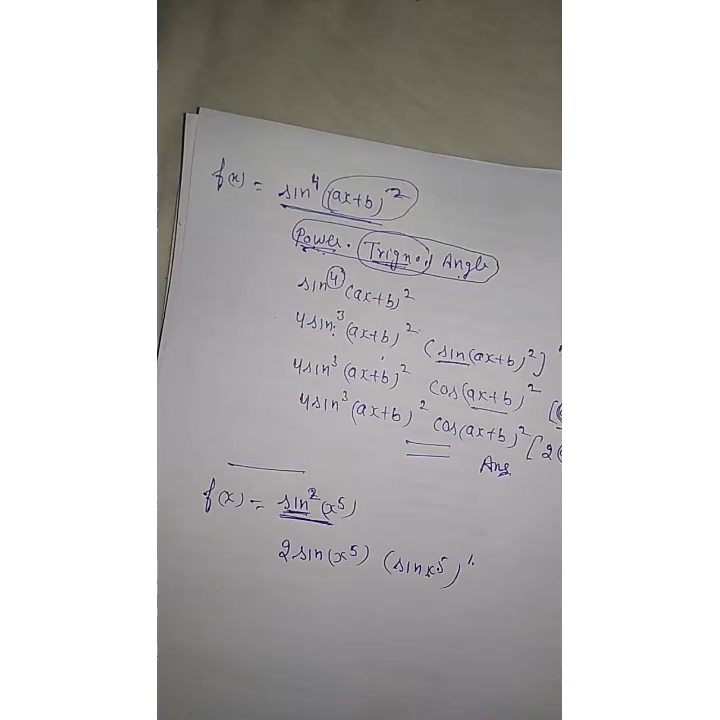 f(x) = sin⁴(ax+b)²
Power. Trigno. Angle
sin⁴(ax+b)²
4sin³(ax+b)² (sin(ax+b)²)'
4sin³(ax+b)² cos(ax+b)² [
4sin³(ax+b)² cos(ax+b)² [2(
Ans
f(x) = sin²(x⁵)
2sin(x⁵) (sinx⁵)'